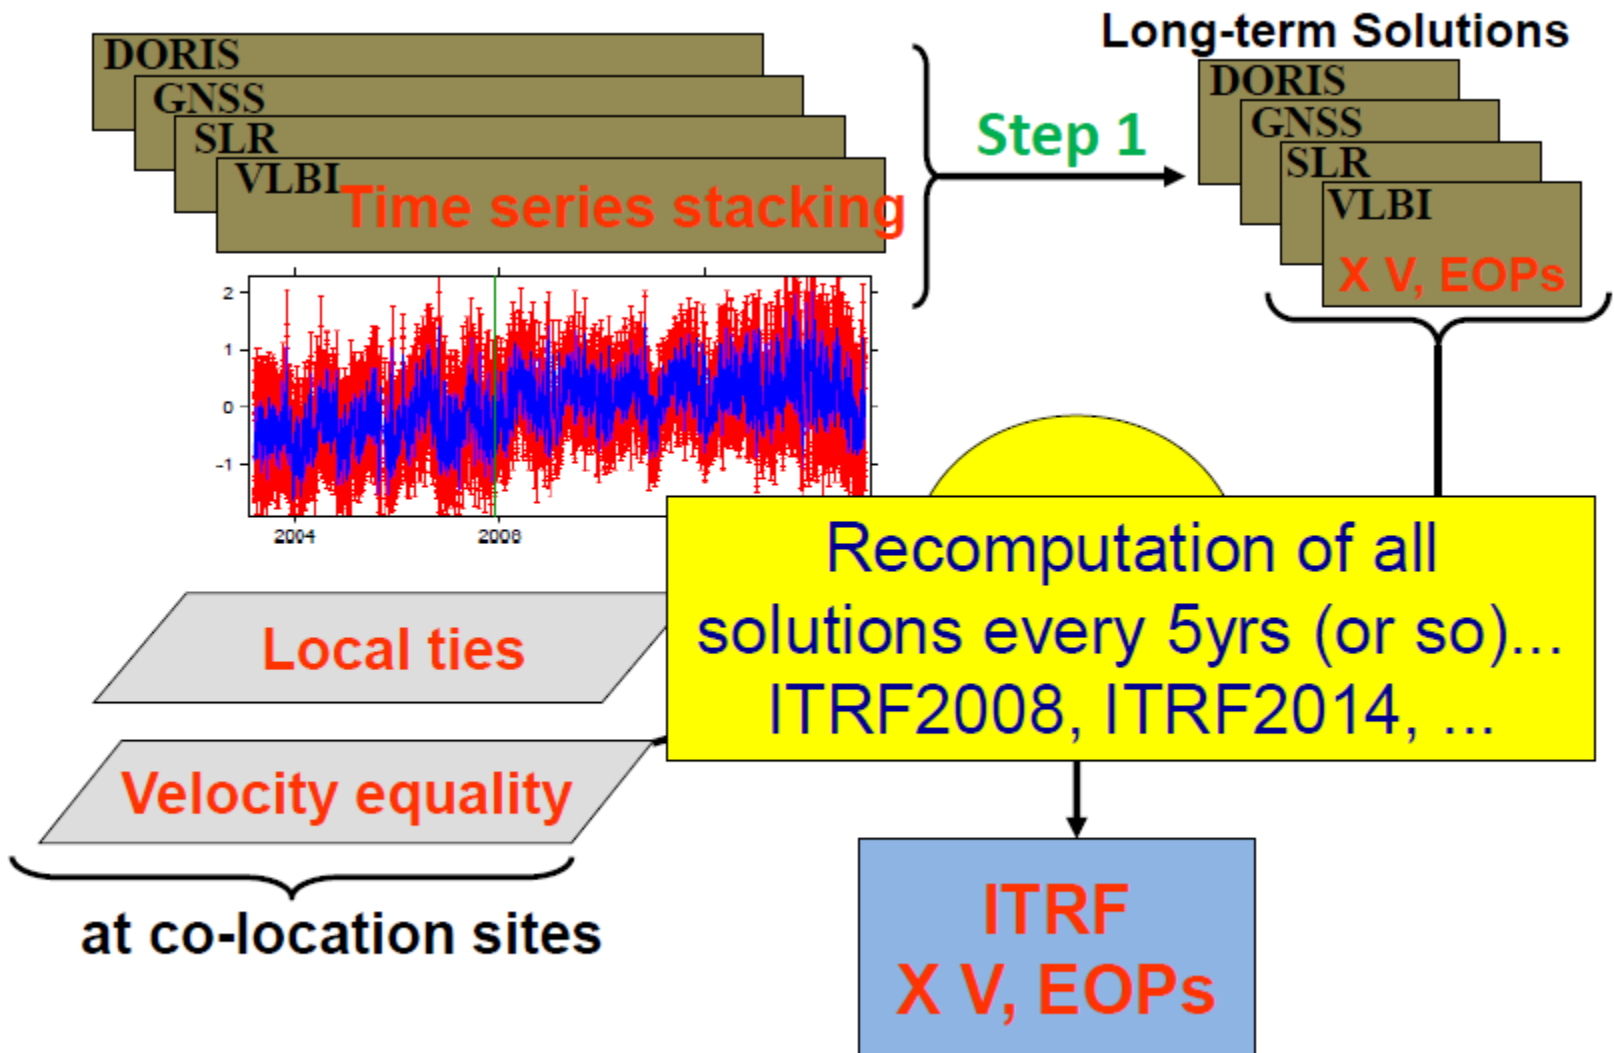 Long-term Solutions
DORIS
GNSS
SLR
VLBI
Time series stacking
Step 1
DORIS
GNSS
SLR
VLBI
X V, EOPs
2
1
0
-1
2004
2008
Recomputation of all
solutions every 5yrs (or so)...
ITRF2008, ITRF2014, ...
Local ties
Velocity equality
at co-location sites
ITRF
X V, EOPs